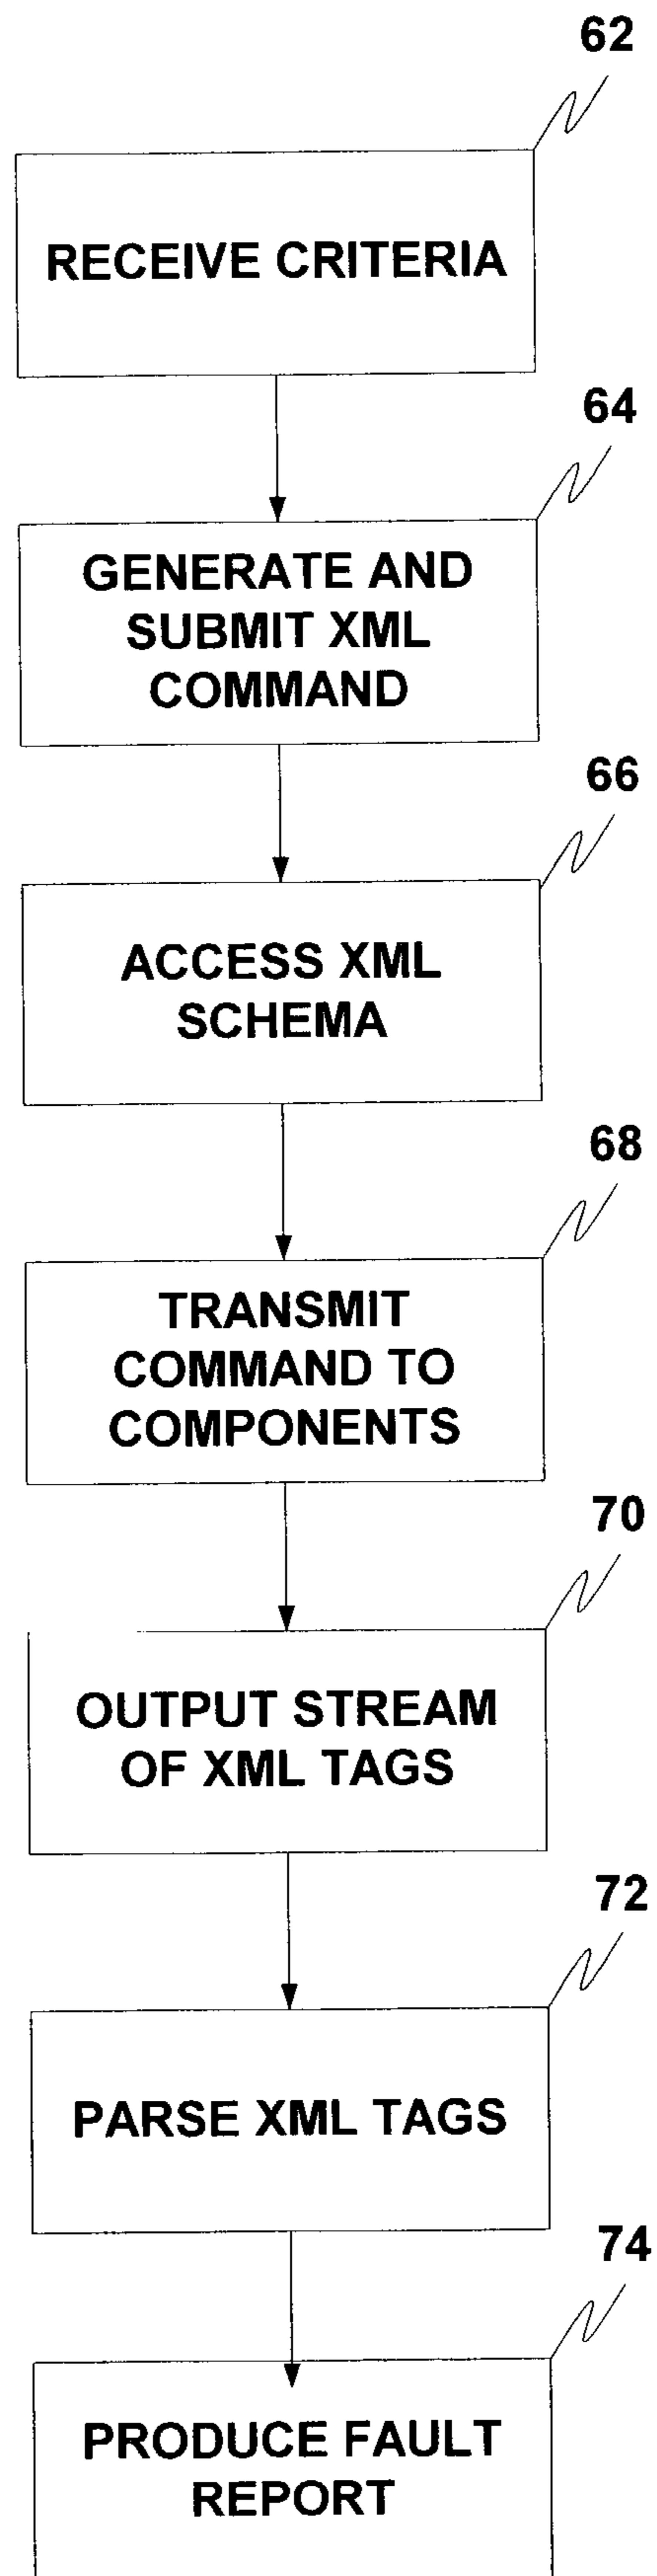 62
RECEIVE CRITERIA
64
GENERATE AND
SUBMIT XML
COMMAND
66
ACCESS XML
SCHEMA
68
TRANSMIT
COMMAND TO
COMPONENTS
70
OUTPUT STREAM
OF XML TAGS
72
PARSE XML TAGS
74
PRODUCE FAULT
REPORT